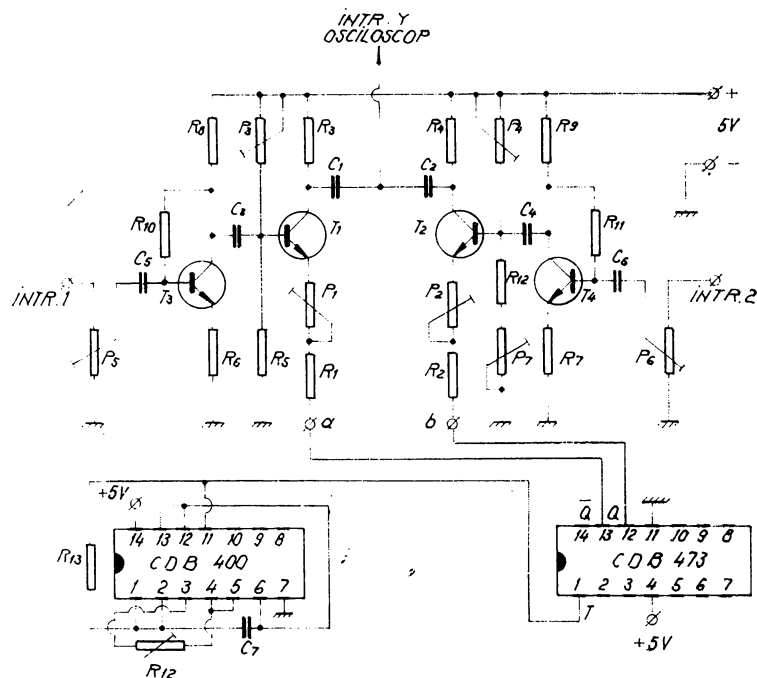 INTR. Y
OSCILOSCOP
R8 P3 R3 R4 P4 R9 +
5V
-
C1 C2
R10 C3 T1 T2 C4 R11
C5 T3 R12 T4 C6
INTR.1 P1 P2 INTR.2
P5 R6 R5 R1 R2 P7 R7 P6
a b
+5V Q̄ Q
14 13 12 11 10 9 8
14 13 12 11 10 9 8
R13 CDB 400 CDB 473
1 2 3 4 5 6 7
1 2 3 4 5 6 7
T
C7 +5V
R12